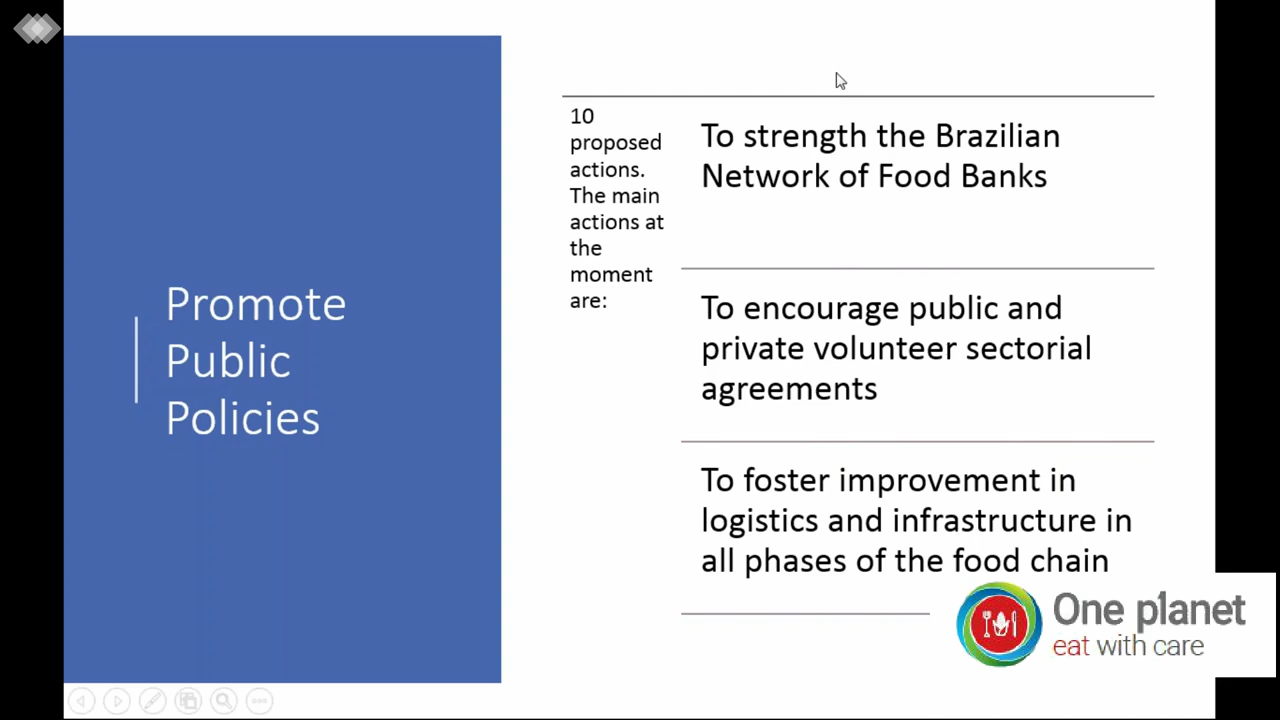 Promote
Public
Policies
10
proposed
actions.
The main
actions at
the
moment
are:
To strength the Brazilian
Network of Food Banks
To encourage public and
private volunteer sectorial
agreements
To foster improvement in
logistics and infrastructure in
all phases of the food chain
One planet
eat with care